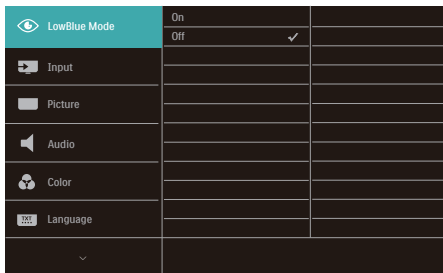 LowBlue Mode
On
Off
Input
Picture
Audio
Color
TXT
Language